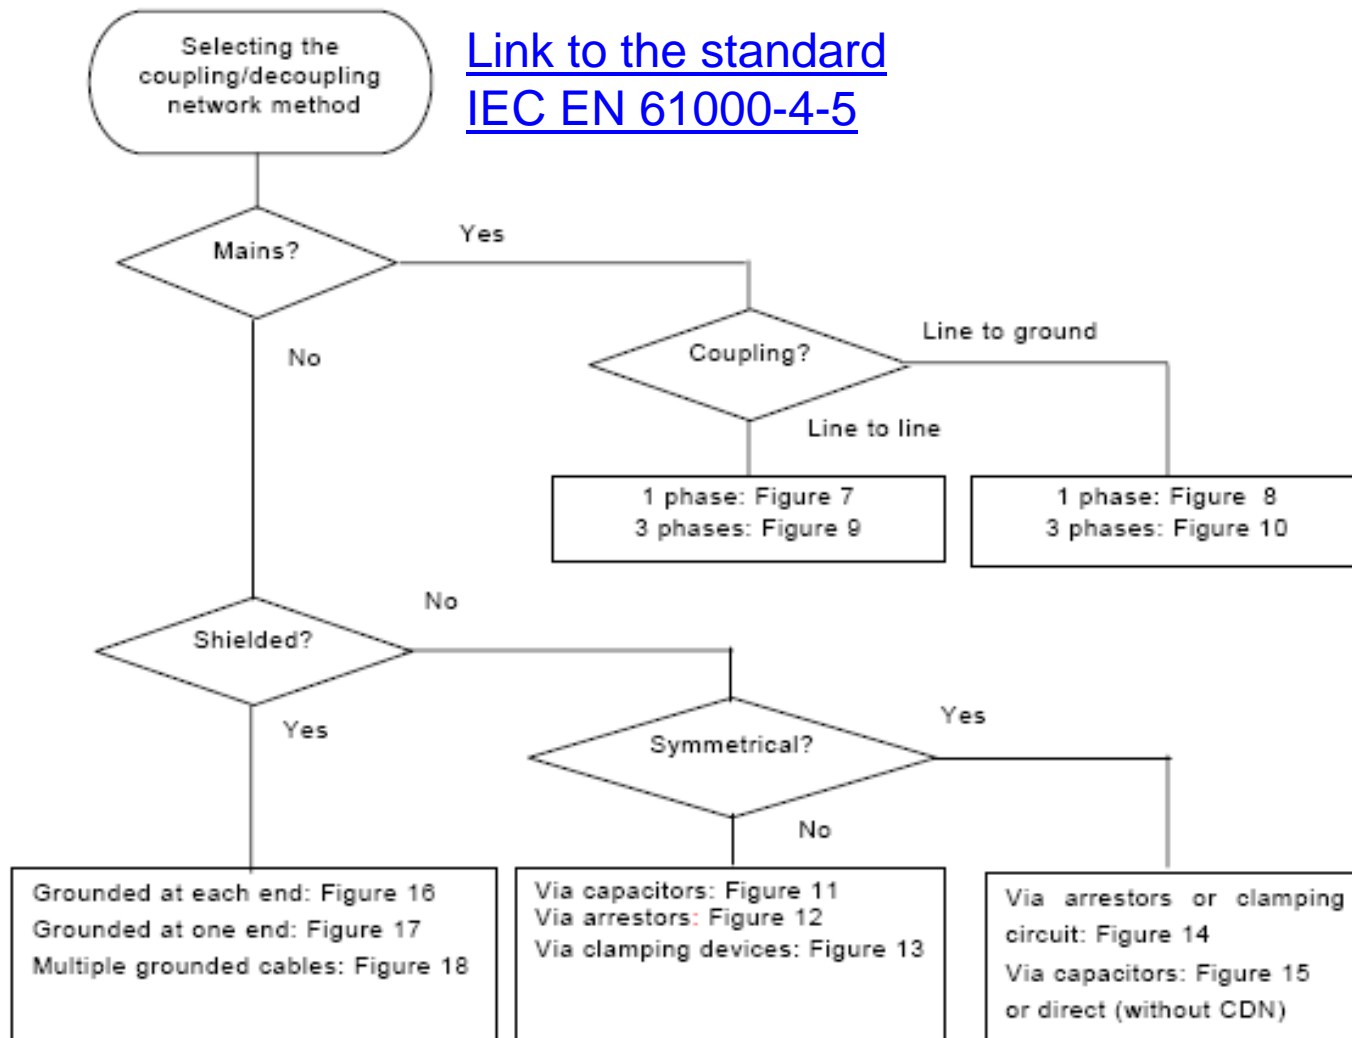 Selecting the
coupling/decoupling
network method
Link to the standard
IEC EN 61000-4-5
Mains?
Yes
No
Coupling?
Line to ground
Line to line
1 phase: Figure 7
3 phases: Figure 9
1 phase: Figure 8
3 phases: Figure 10
Shielded?
No
Yes
Symmetrical?
Yes
No
Grounded at each end: Figure 16
Grounded at one end: Figure 17
Multiple grounded cables: Figure 18
Via capacitors: Figure 11
Via arrestors: Figure 12
Via clamping devices: Figure 13
Via arrestors or clamping
circuit: Figure 14
Via capacitors: Figure 15
or direct (without CDN)